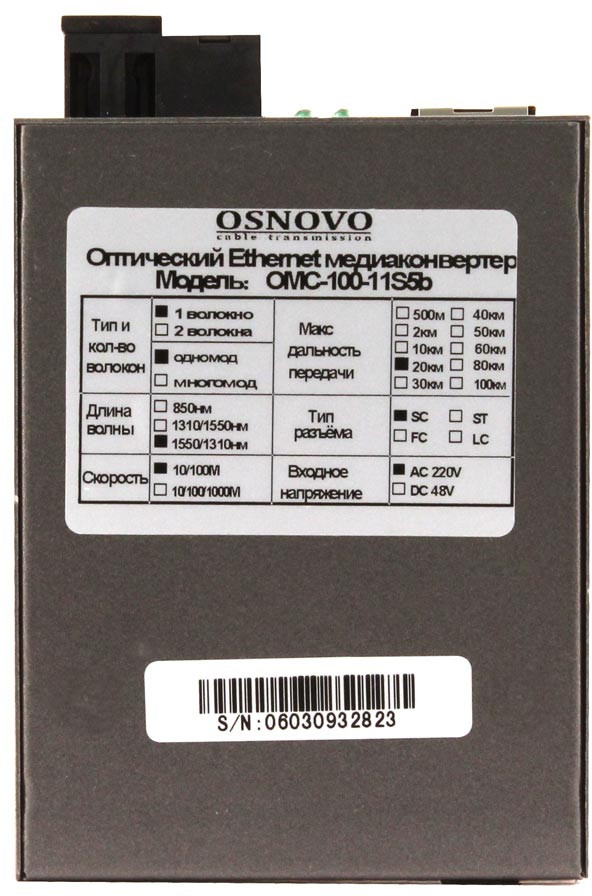 OSNOVO
cable transmission
Оптический Ethernet медиаконвертер
Модель: OMC-100-11S5b
Тип и
кол-во
волокон
■ 1 волокно
□ 2 волокна
■ одномод
□ многомод
Макс
дальность
передачи
□ 500м □ 40км
□ 2км □ 50км
□ 10км □ 60км
■ 20км □ 80км
□ 30км □ 100км
Длина
волны
□ 850нм
□ 1310/1550нм
■ 1550/1310нм
Тип
разъёма
■ SC □ ST
□ FC □ LC
Скорость
■ 10/100M
□ 10/100/1000M
Входное
напряжение
■ AC 220V
□ DC 48V
S/N:06030932823